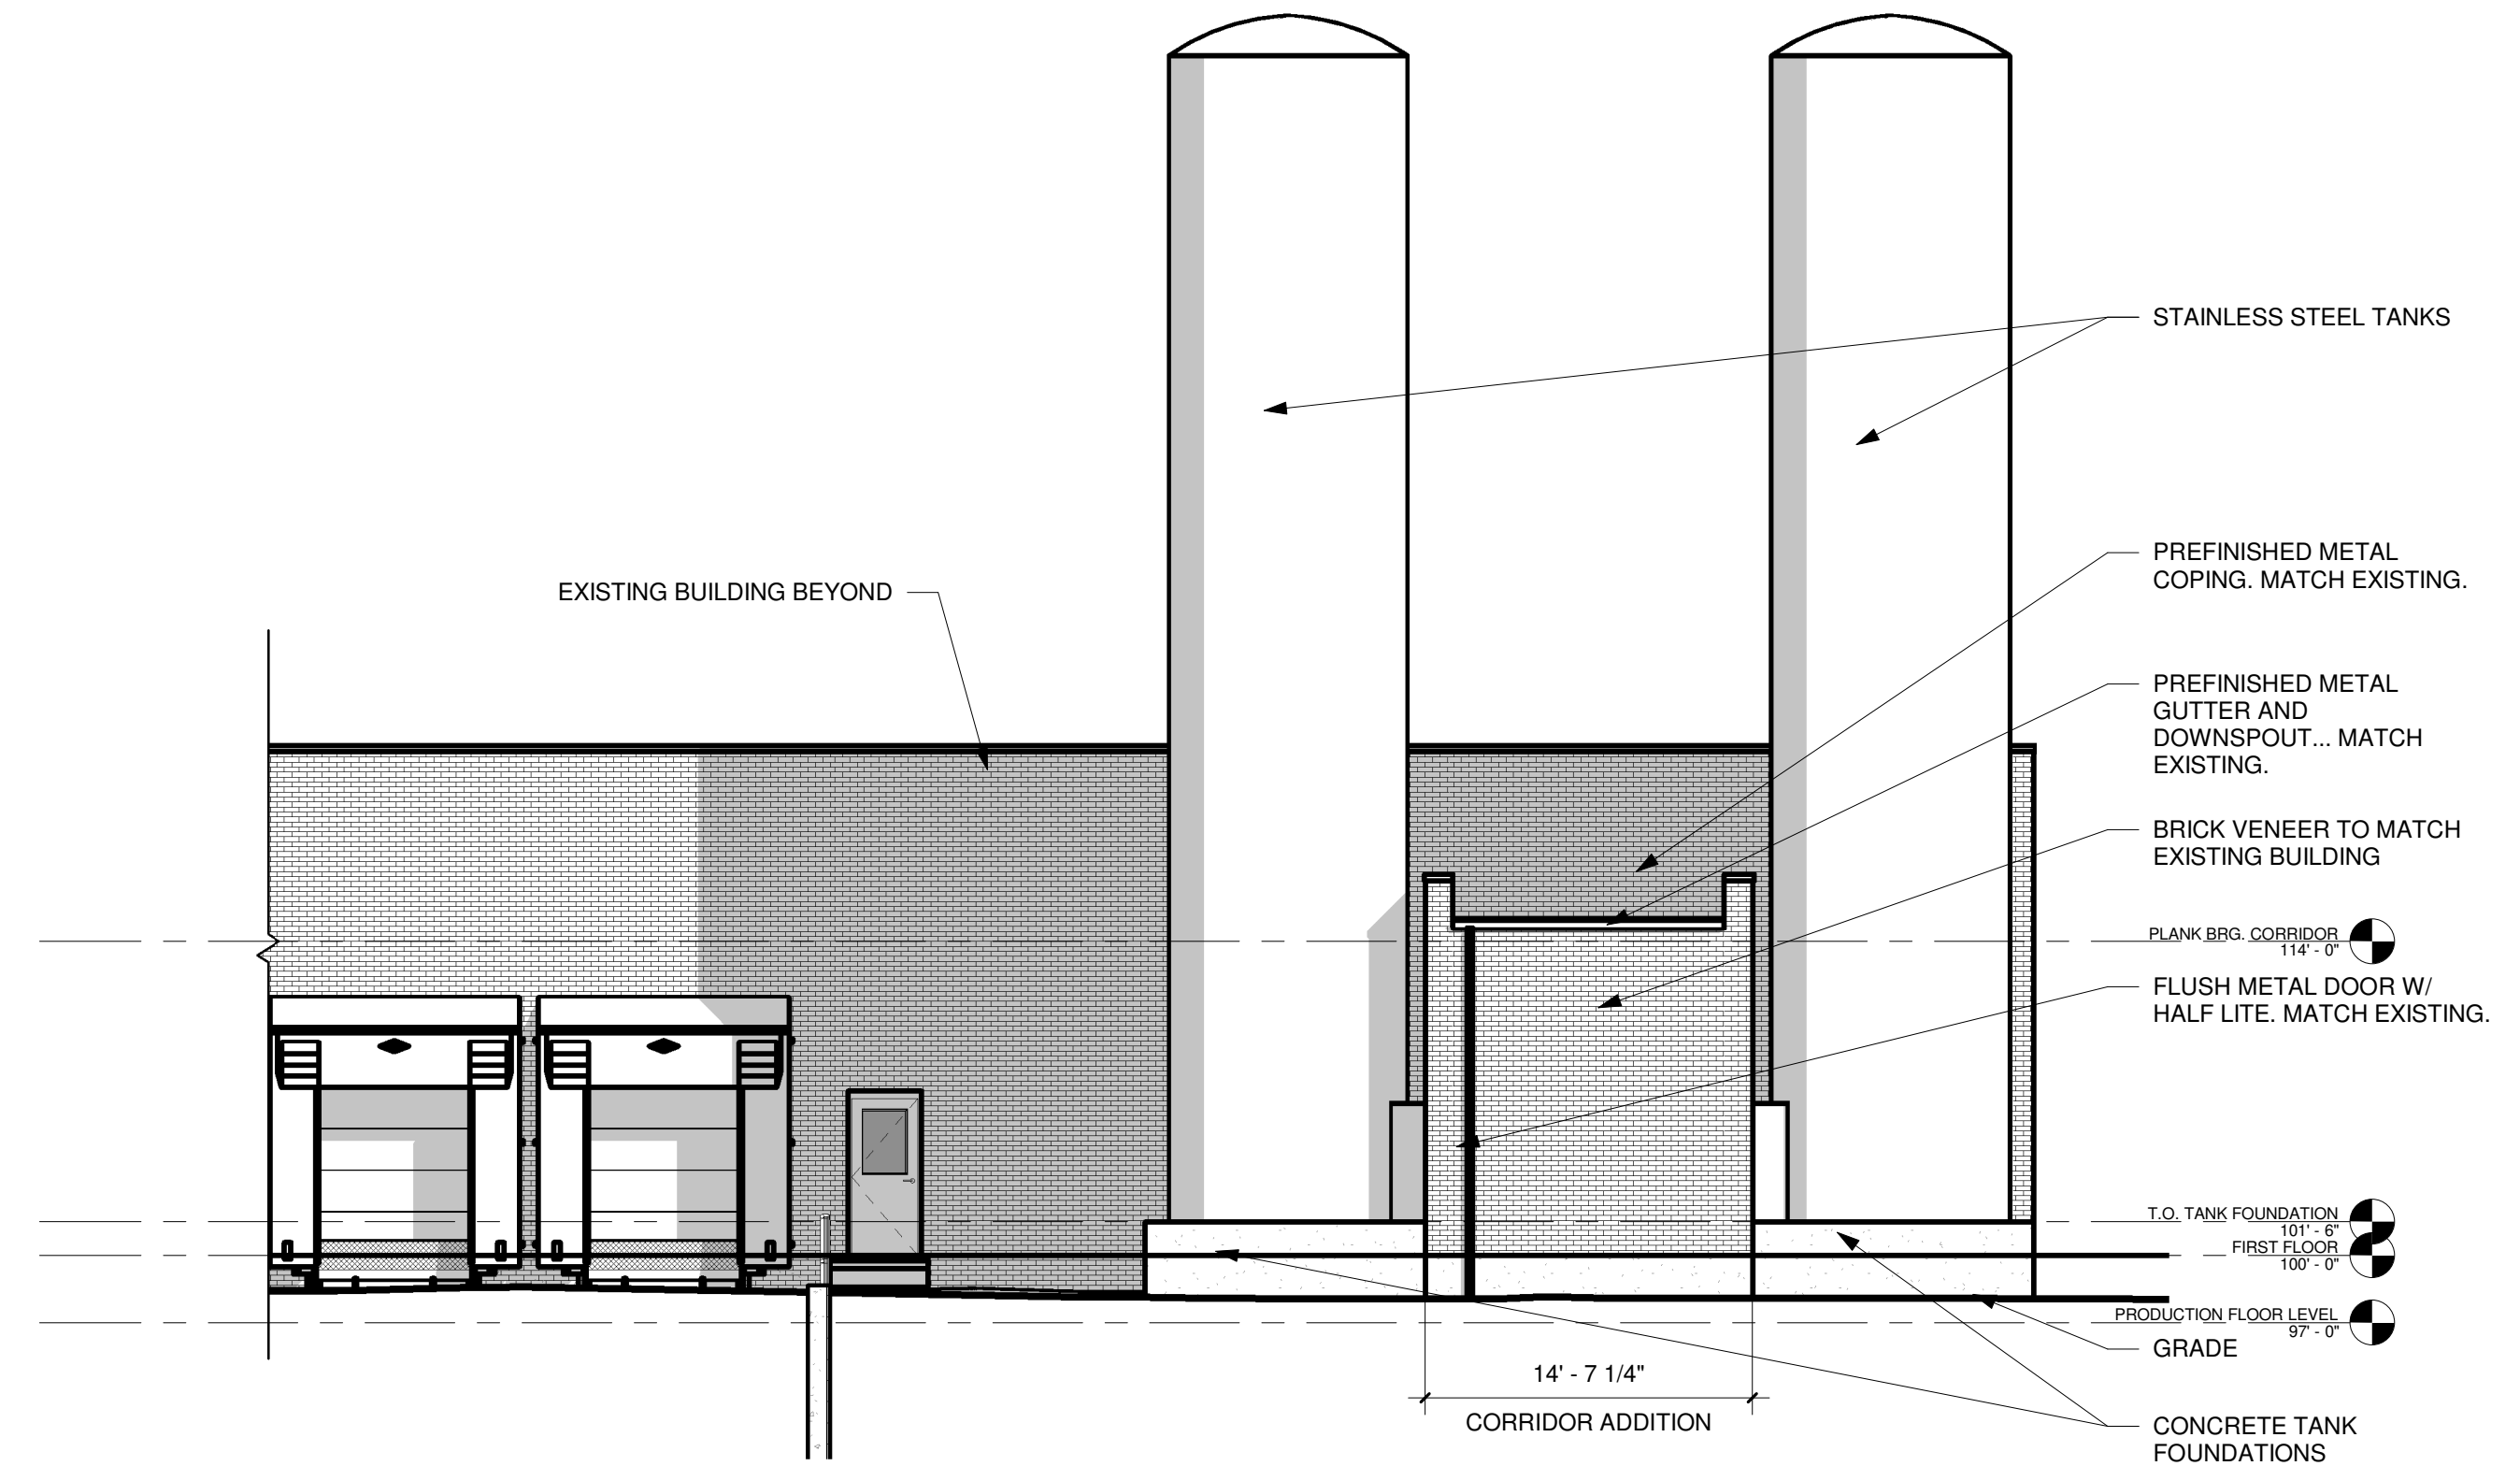 STAINLESS STEEL TANKS
PREFINISHED METAL
COPING. MATCH EXISTING.
EXISTING BUILDING BEYOND
PREFINISHED METAL
GUTTER AND
DOWNSPOUT... MATCH
EXISTING.
BRICK VENEER TO MATCH
EXISTING BUILDING
PLANK BRG. CORRIDOR
114' - 0"
FLUSH METAL DOOR W/
HALF LITE. MATCH EXISTING.
T.O. TANK FOUNDATION
101' - 6"
FIRST FLOOR
100' - 0"
PRODUCTION FLOOR LEVEL
97' - 0"
GRADE
14' - 7 1/4"
CORRIDOR ADDITION
CONCRETE TANK
FOUNDATIONS